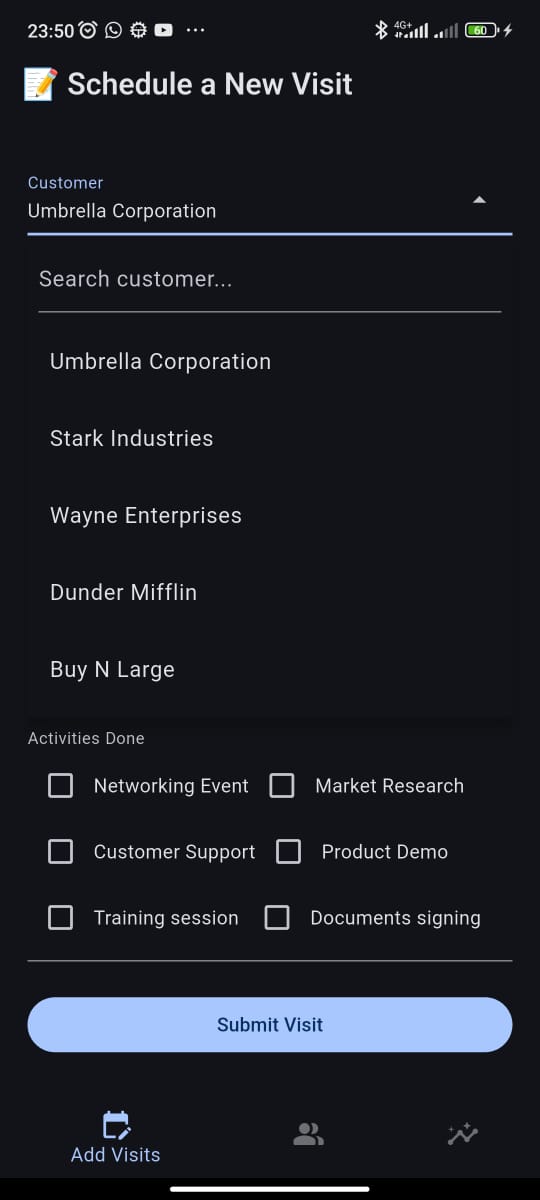 23:50 4G+ 60
📝 Schedule a New Visit
Customer
Umbrella Corporation
Search customer...
Umbrella Corporation
Stark Industries
Wayne Enterprises
Dunder Mifflin
Buy N Large
Activities Done
Networking Event Market Research
Customer Support Product Demo
Training session Documents signing
Submit Visit
Add Visits